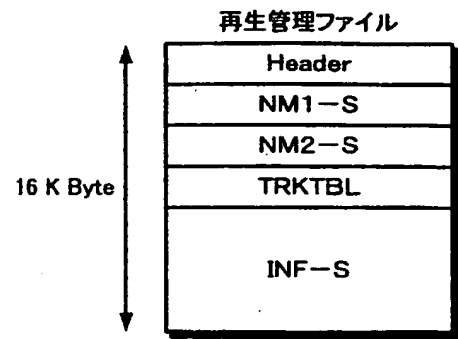 再生管理ファイル
Header
NM1-S
NM2-S
TRKTBL
16 K Byte
INF-S